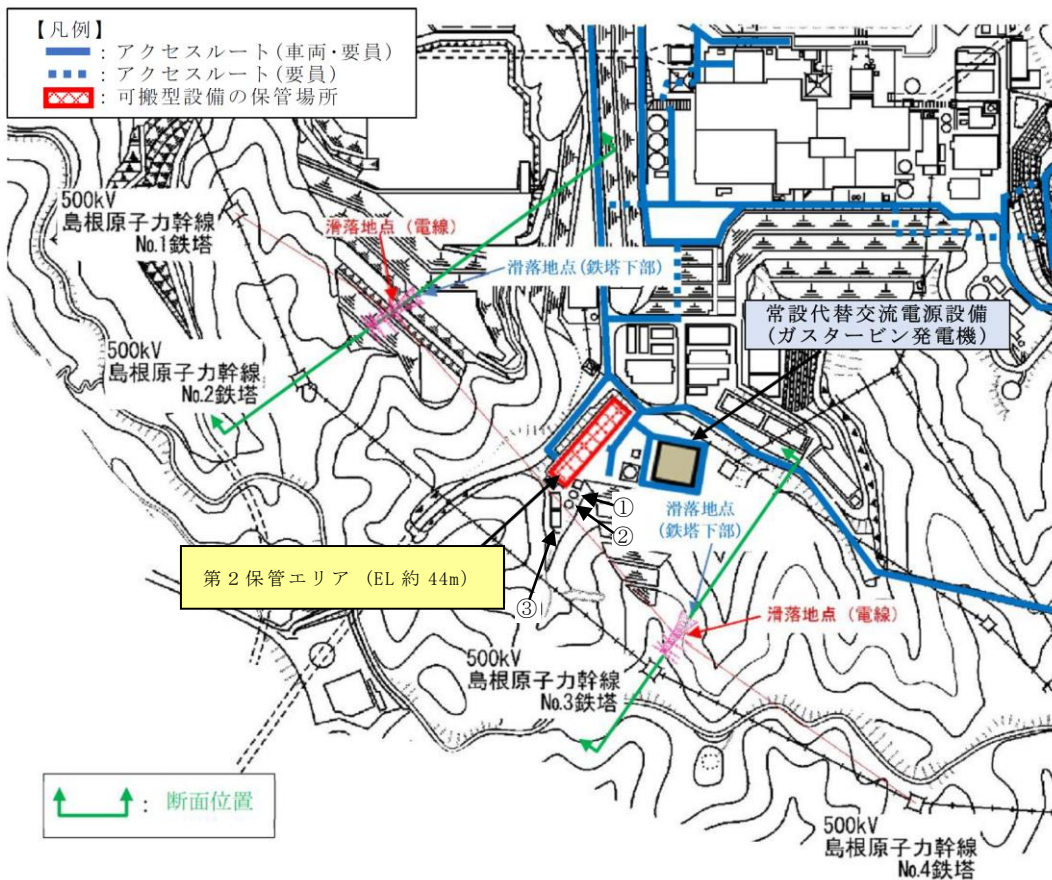 【凡例】
：アクセスルート(車両・要員)
：アクセスルート(要員)
：可搬型設備の保管場所
500kV
島根原子力幹線
No.1鉄塔
滑落地点（電線）
滑落地点(鉄塔下部)
常設代替交流電源設備
(ガスタービン発電機)
500kV
島根原子力幹線
No.2鉄塔
①
②
滑落地点
(鉄塔下部)
第２保管エリア (EL 約 44m)
③
滑落地点（電線）
500kV
島根原子力幹線
No.3鉄塔
：断面位置
500kV
島根原子力幹線
No.4鉄塔